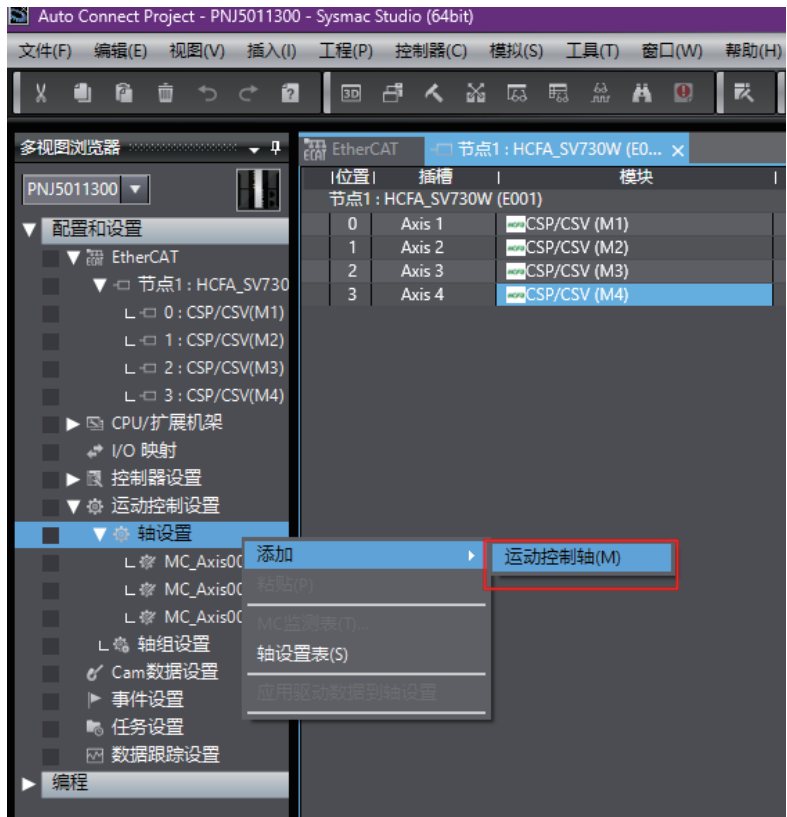 Auto Connect Project - PNJ5011300 - Sysmac Studio (64bit)
文件(F) 编辑(E) 视图(V) 插入(I) 工程(P) 控制器(C) 模拟(S) 工具(T) 窗口(W) 帮助(H)
3D
多视图浏览器
PNJ5011300
配置和设置
EtherCAT
节点1 : HCFA_SV730
0 : CSP/CSV(M1)
1 : CSP/CSV(M2)
2 : CSP/CSV(M3)
3 : CSP/CSV(M4)
CPU/扩展机架
I/O 映射
控制器设置
运动控制设置
轴设置
MC_Axis00
MC_Axis00
MC_Axis00
轴组设置
Cam数据设置
事件设置
任务设置
数据跟踪设置
编程
EtherCAT 节点1 : HCFA_SV730W (E0...
位置 插槽 模块
节点1 : HCFA_SV730W (E001)
0 Axis 1 CSP/CSV (M1)
1 Axis 2 CSP/CSV (M2)
2 Axis 3 CSP/CSV (M3)
3 Axis 4 CSP/CSV (M4)
添加
粘贴(P)
MC监测表(T)...
轴设置表(S)
应用驱动数据到轴设置
运动控制轴(M)